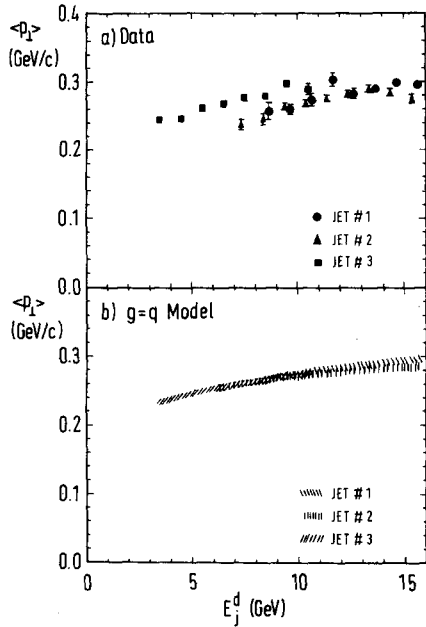 <p⊥>
(GeV/c)
a) Data
0.3
0.2
0.1
0.0
JET #1
JET #2
JET #3
<p⊥>
(GeV/c)
b) g=q Model
0.3
0.2
0.1
0.0
JET #1
JET #2
JET #3
0 5 10 15
E_j^d (GeV)